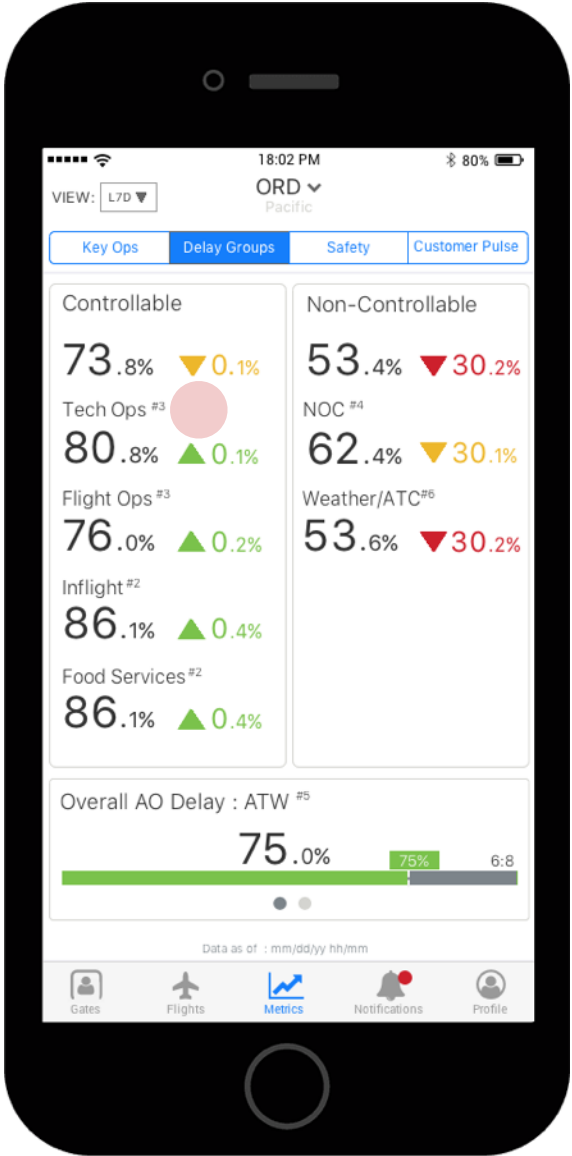 18:02 PM
80%
VIEW: L7D ▼
ORD
Pacific
Key Ops
Delay Groups
Safety
Customer Pulse
Controllable
73.8% ▼0.1%
Tech Ops #3
80.8% ▲0.1%
Flight Ops #3
76.0% ▲0.2%
Inflight #2
86.1% ▲0.4%
Food Services #2
86.1% ▲0.4%
Non-Controllable
53.4% ▼30.2%
NOC #4
62.4% ▼30.1%
Weather/ATC #6
53.6% ▼30.2%
Overall AO Delay : ATW #5
75.0%
75%
6:8
Data as of : mm/dd/yy hh/mm
Gates
Flights
Metrics
Notifications
Profile